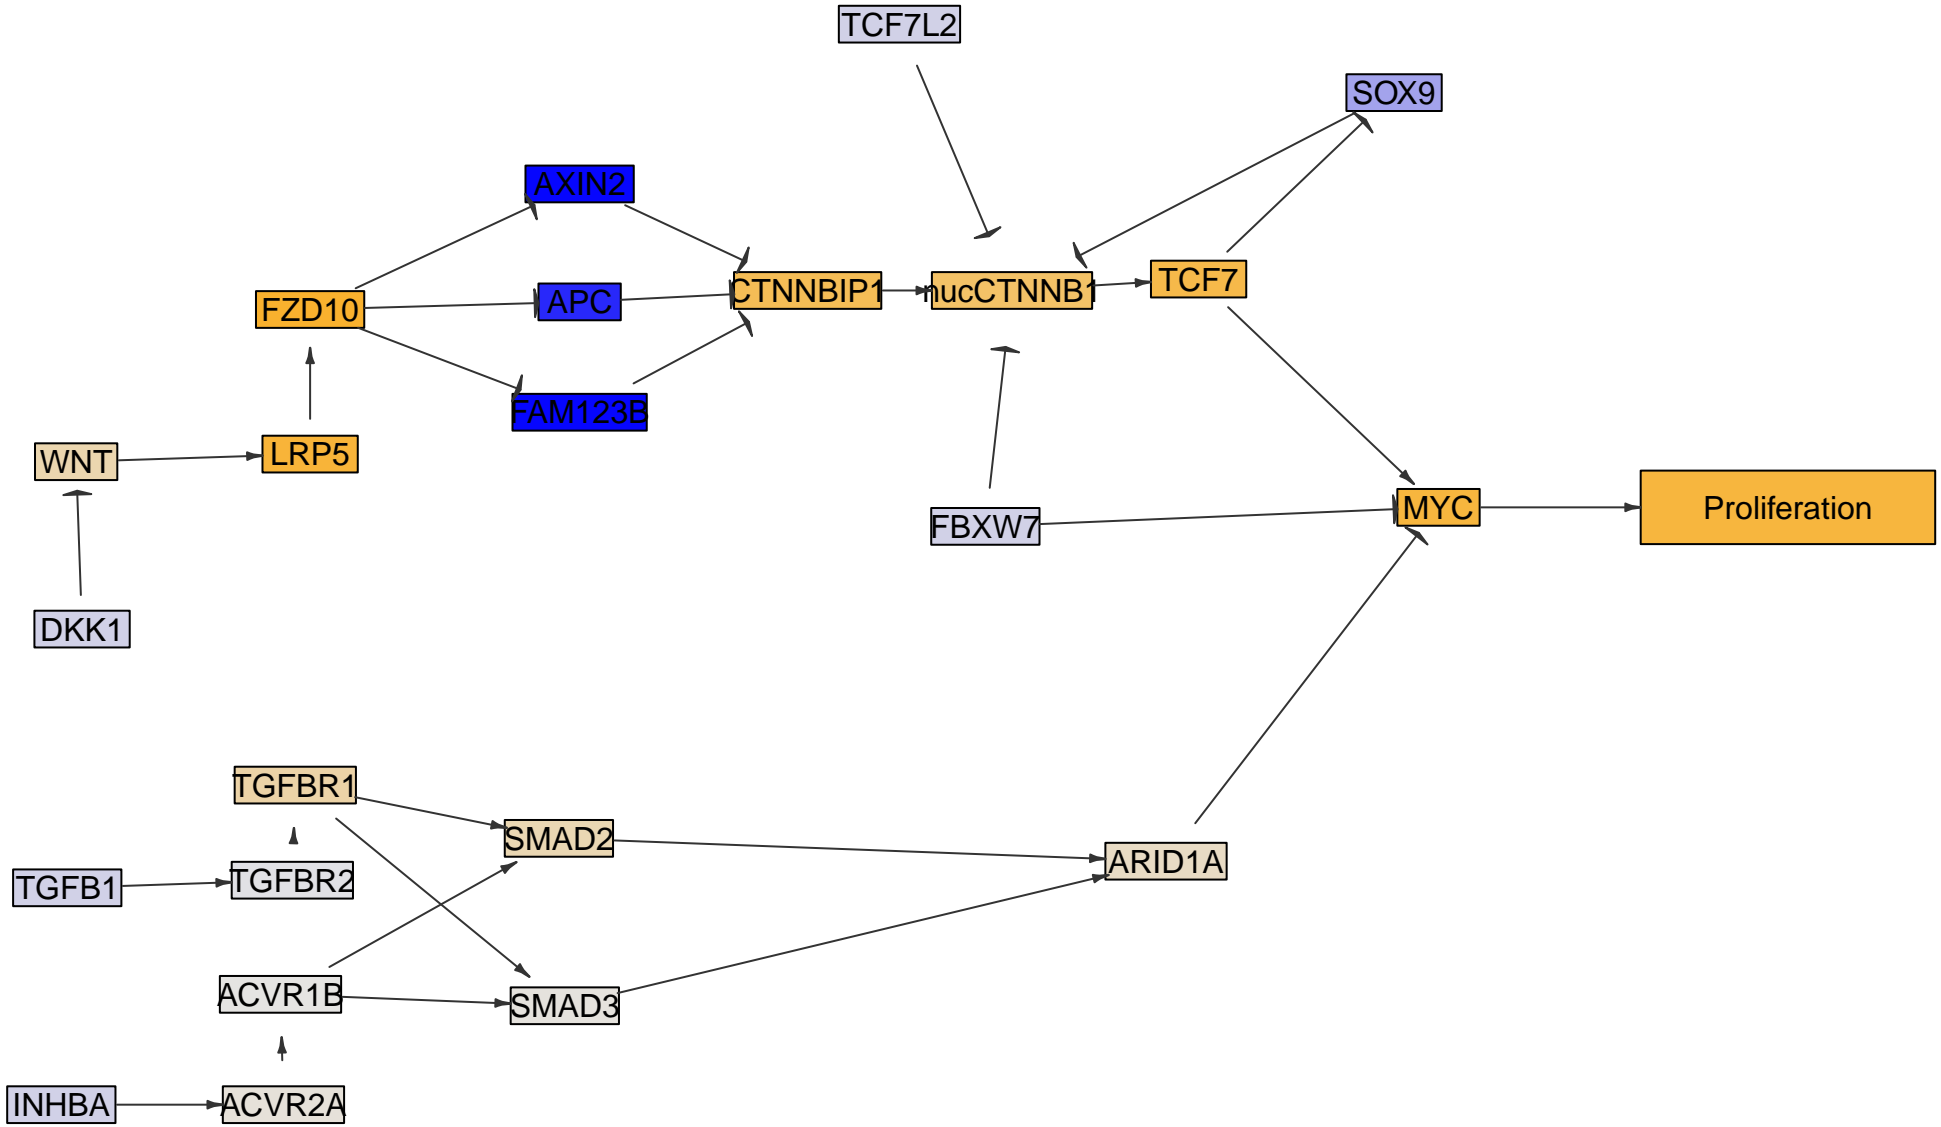 TCF7L2
SOX9
AXIN2
FZD10
APC
CTNNBIP1
nucCTNNB1
TCF7
FAM123B
WNT
LRP5
FBXW7
MYC
Proliferation
DKK1
TGFBR1
SMAD2
ARID1A
TGFB1
TGFBR2
ACVR1B
SMAD3
INHBA
ACVR2A